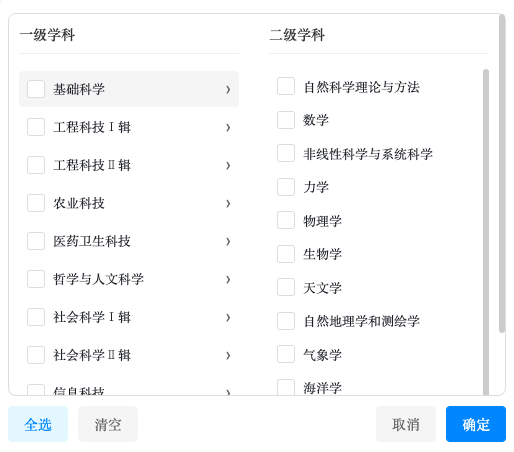 一级学科
基础科学
工程科技Ⅰ辑
工程科技Ⅱ辑
农业科技
医药卫生科技
哲学与人文科学
社会科学Ⅰ辑
社会科学Ⅱ辑
信息科技
二级学科
自然科学理论与方法
数学
非线性科学与系统科学
力学
物理学
生物学
天文学
自然地理学和测绘学
气象学
海洋学
全选
清空
取消
确定